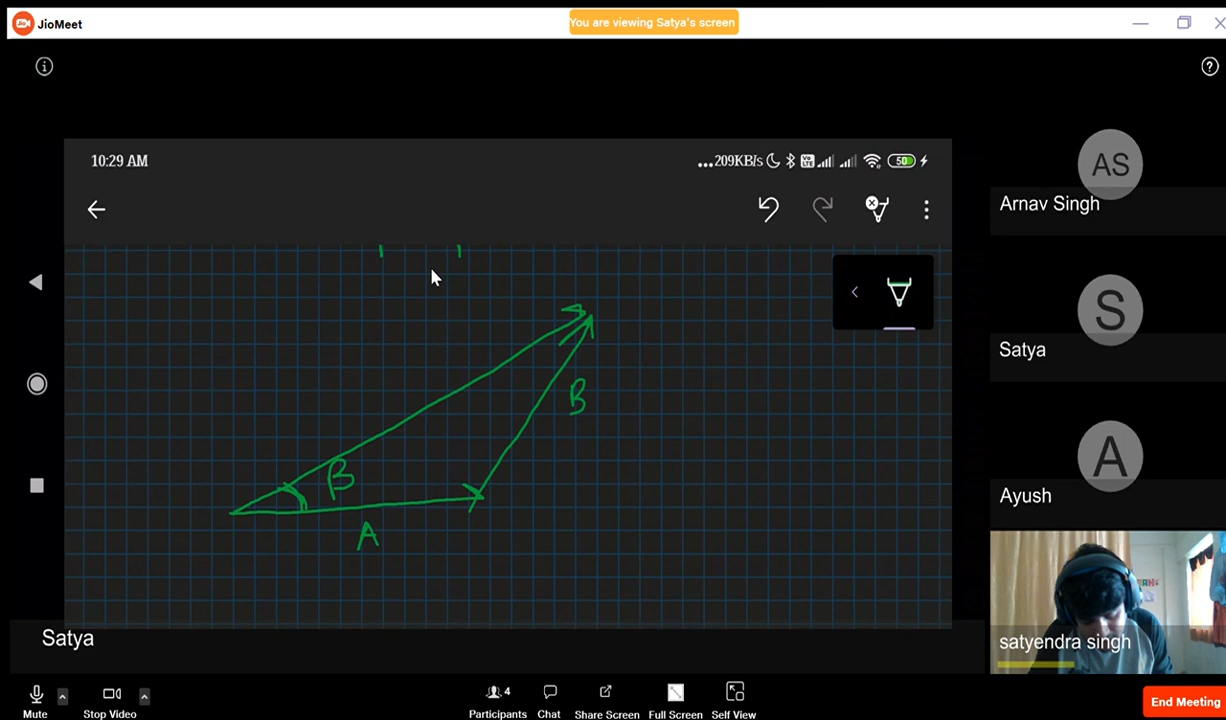 JioMeet
You are viewing Satya's screen
10:29 AM
...209KB/s
50
β
B
A
AS
Arnav Singh
S
Satya
A
Ayush
satyendra singh
Satya
Mute
Stop Video
4
Participants
Chat
Share Screen
Full Screen
Self View
End Meeting